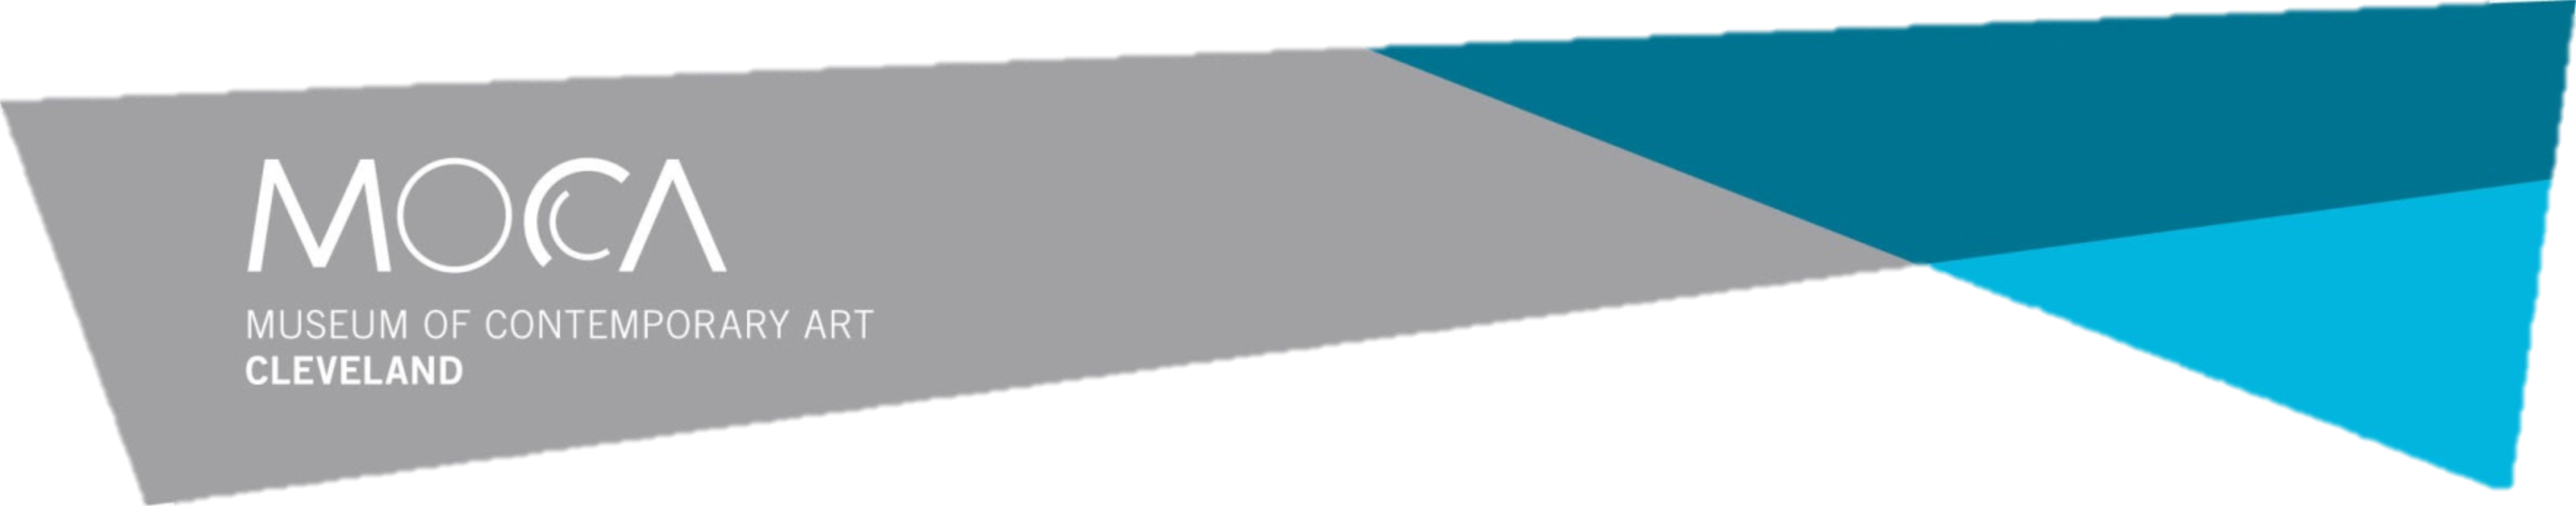 MOCA
MUSEUM OF CONTEMPORARY ART
CLEVELAND